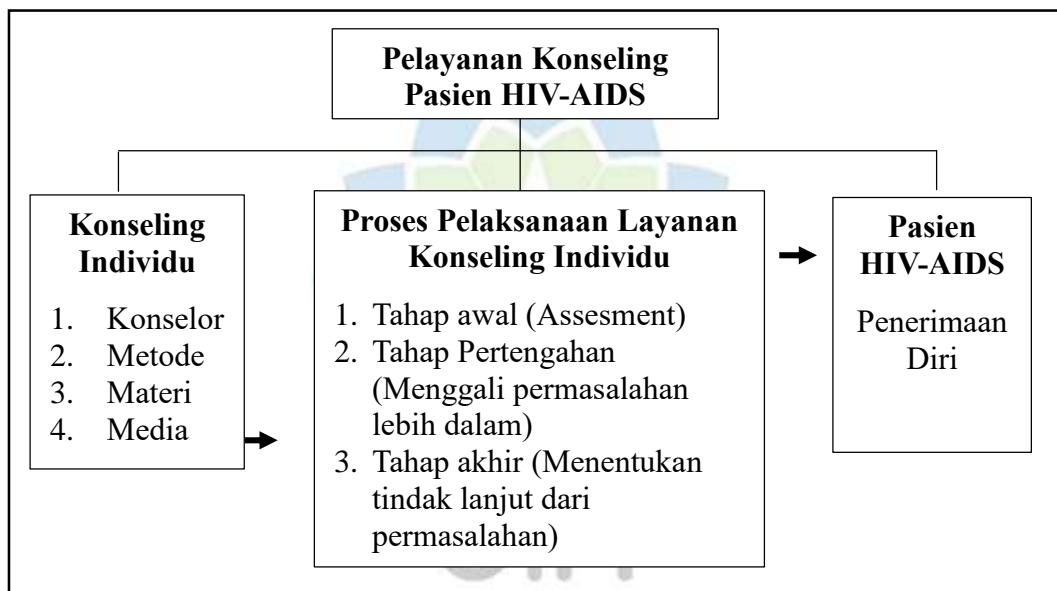 Pelayanan Konseling
Pasien HIV-AIDS
Konseling
Individu
1. Konselor
2. Metode
3. Materi
4. Media
Proses Pelaksanaan Layanan
Konseling Individu
1. Tahap awal (Assesment)
2. Tahap Pertengahan
(Menggali permasalahan
lebih dalam)
3. Tahap akhir (Menentukan
tindak lanjut dari
permasalahan)
Pasien
HIV-AIDS
Penerimaan
Diri